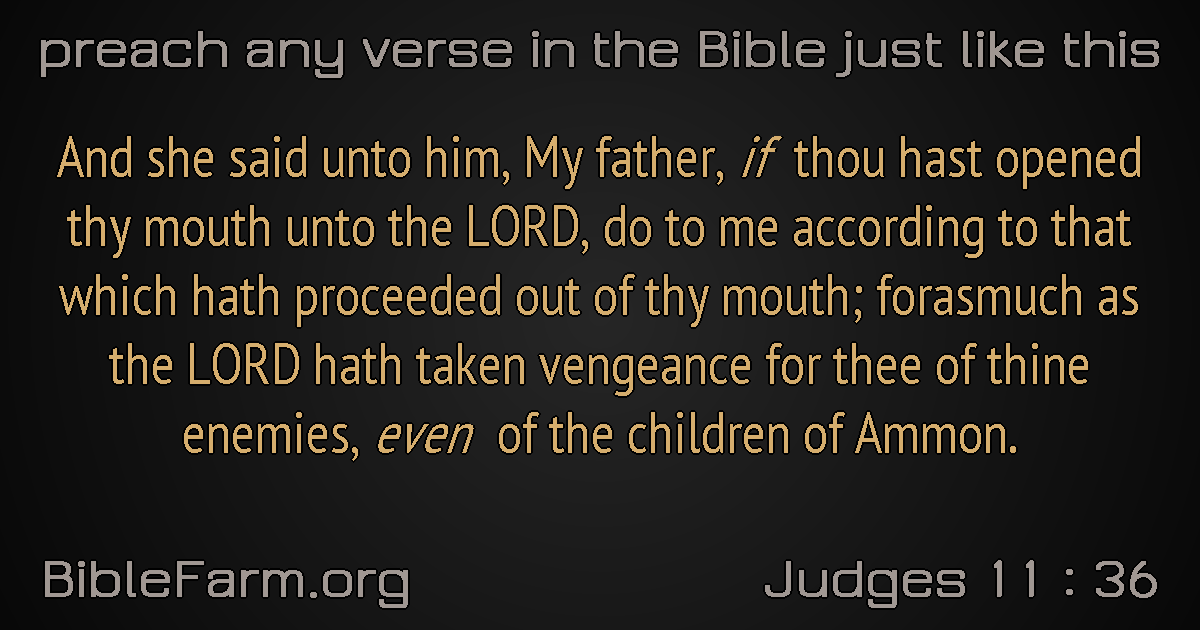 preach any verse in the Bible just like this
And she said unto him, My father, if thou hast opened
thy mouth unto the LORD, do to me according to that
which hath proceeded out of thy mouth; forasmuch as
the LORD hath taken vengeance for thee of thine
enemies, even of the children of Ammon.
BibleFarm.org
Judges 11 : 36